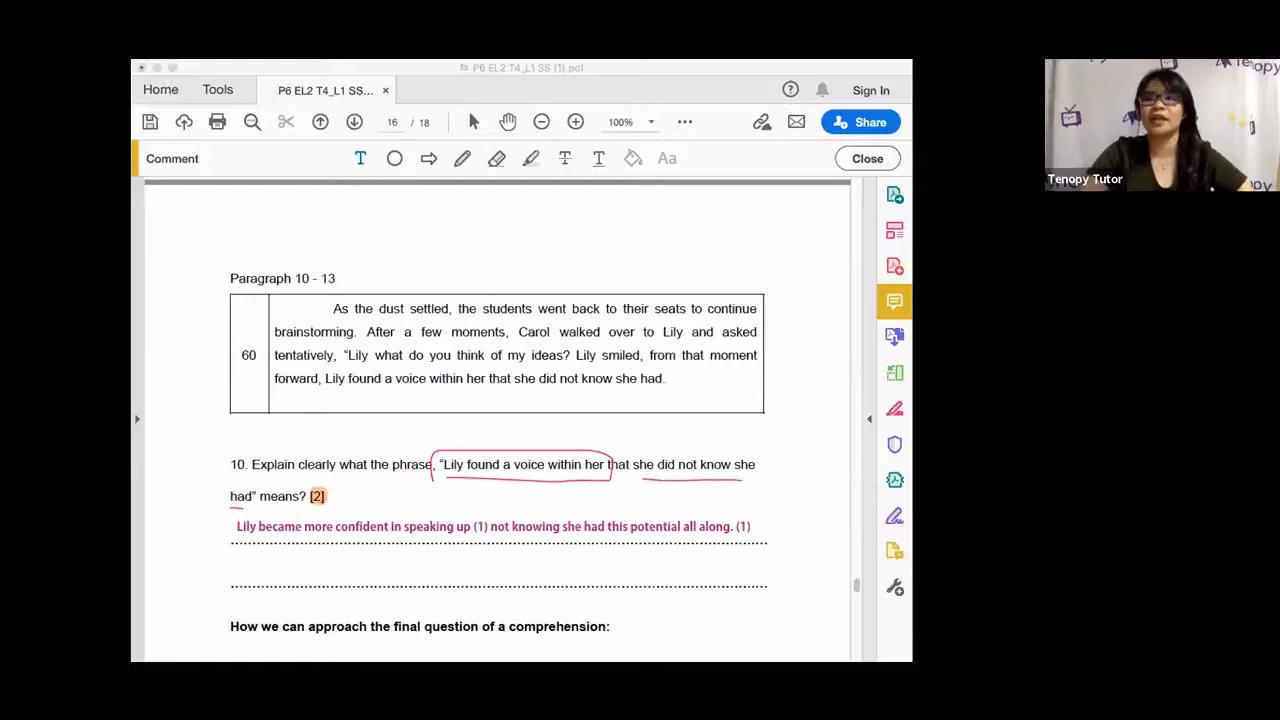 P6 EL2 T4_L1 SS (1).pdf
Home Tools P6 EL2 T4_L1 SS... × Sign In
16 / 18 100% Share
Comment T T T Aa Close
Tenopy Tutor
Paragraph 10 - 13
As the dust settled, the students went back to their seats to continue
brainstorming. After a few moments, Carol walked over to Lily and asked
60 tentatively, “Lily what do you think of my ideas? Lily smiled, from that moment
forward, Lily found a voice within her that she did not know she had.
10. Explain clearly what the phrase, “Lily found a voice within her that she did not know she
had” means? [2]
Lily became more confident in speaking up (1) not knowing she had this potential all along. (1)
How we can approach the final question of a comprehension: